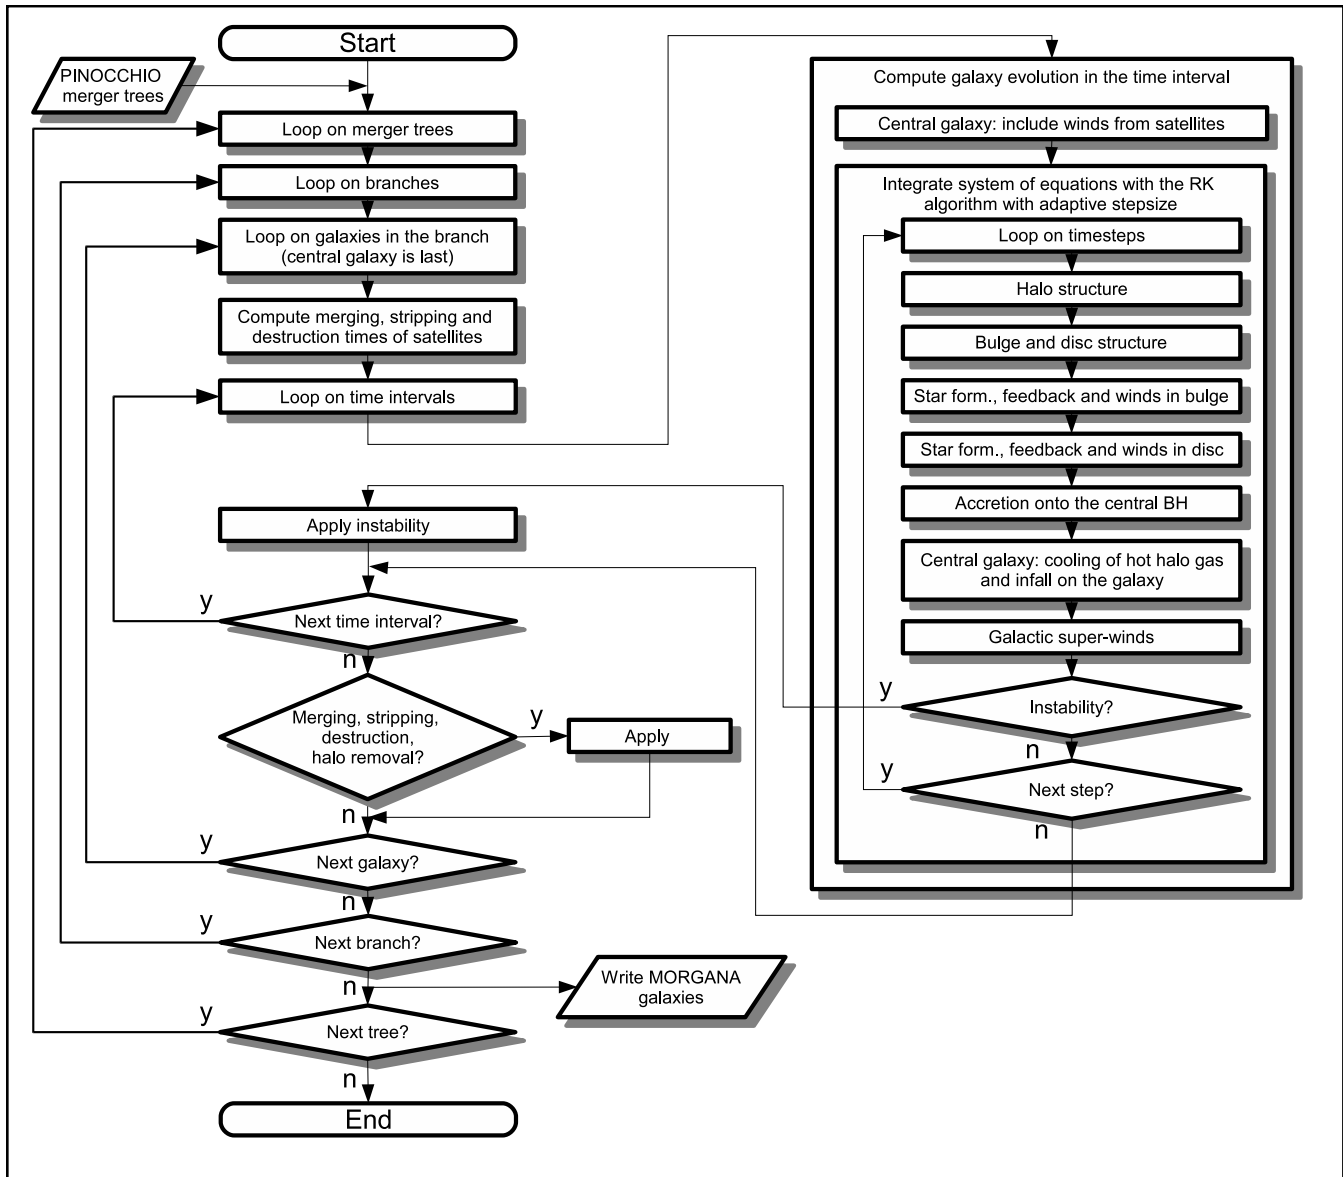 Start
PINOCCHIO
merger trees
Loop on merger trees
Loop on branches
Loop on galaxies in the branch
(central galaxy is last)
Compute merging, stripping and
destruction times of satellites
Loop on time intervals
Apply instability
y
Next time interval?
n
Merging, stripping,
destruction,
halo removal?
y
Apply
n
y
Next galaxy?
n
y
Next branch?
n
Write MORGANA
galaxies
y
Next tree?
n
End
Compute galaxy evolution in the time interval
Central galaxy: include winds from satellites
Integrate system of equations with the RK
algorithm with adaptive stepsize
Loop on timesteps
Halo structure
Bulge and disc structure
Star form., feedback and winds in bulge
Star form., feedback and winds in disc
Accretion onto the central BH
Central galaxy: cooling of hot halo gas
and infall on the galaxy
Galactic super-winds
y
Instability?
n
y
Next step?
n